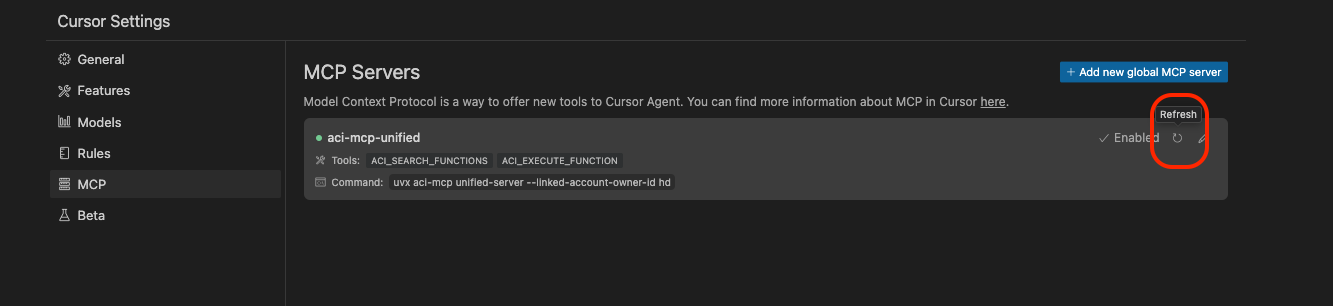 Cursor Settings
General
Features
Models
Rules
MCP
Beta
MCP Servers
+ Add new global MCP server
Model Context Protocol is a way to offer new tools to Cursor Agent. You can find more information about MCP in Cursor here.
Refresh
aci-mcp-unified
Enabled
Tools: ACI_SEARCH_FUNCTIONS ACI_EXECUTE_FUNCTION
Command: uvx aci-mcp unified-server --linked-account-owner-id hd